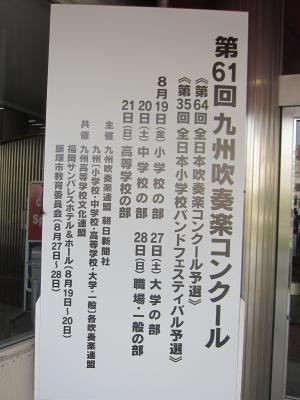 第61回 九州吹奏楽コンクール
《第64回 全日本吹奏楽コンクール予選》
《第35回 全日本小学校バンドフェスティバル予選》
8月19日(金) 小学校の部 27日(土) 大学の部
20日(土) 中学校の部 28日(日) 職場・一般の部
21日(日) 高等学校の部
主催 九州吹奏楽連盟 朝日新聞社
九州〔小学校・中学校・高等学校・大学・一般〕各吹奏楽連盟
共催 九州高等学校文化連盟
福岡サンパレスホテル&ホール(8月19日〜20日)
飯塚市教育委員会(8月27日〜28日)